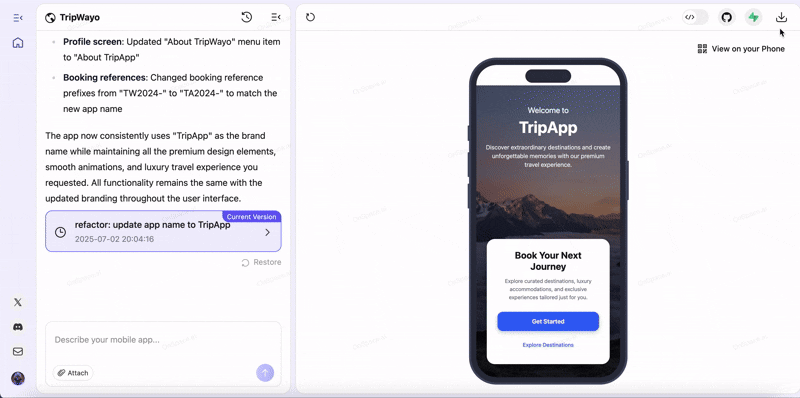 TripWayo
Profile screen: Updated "About TripWayo" menu item
to "About TripApp"
Booking references: Changed booking reference
prefixes from "TW2024-" to "TA2024-" to match the
new app name
The app now consistently uses "TripApp" as the brand
name while maintaining all the premium design elements,
smooth animations, and luxury travel experience you
requested. All functionality remains the same with the
updated branding throughout the user interface.
Current Version
refactor: update app name to TripApp
2025-07-02 20:04:16
Restore
Describe your mobile app...
Attach
View on your Phone
Welcome to
TripApp
Discover extraordinary destinations and create
unforgettable memories with our premium
travel experience.
Book Your Next
Journey
Explore curated destinations, luxury
accommodations, and exclusive
experiences tailored just for you.
Get Started
Explore Destinations